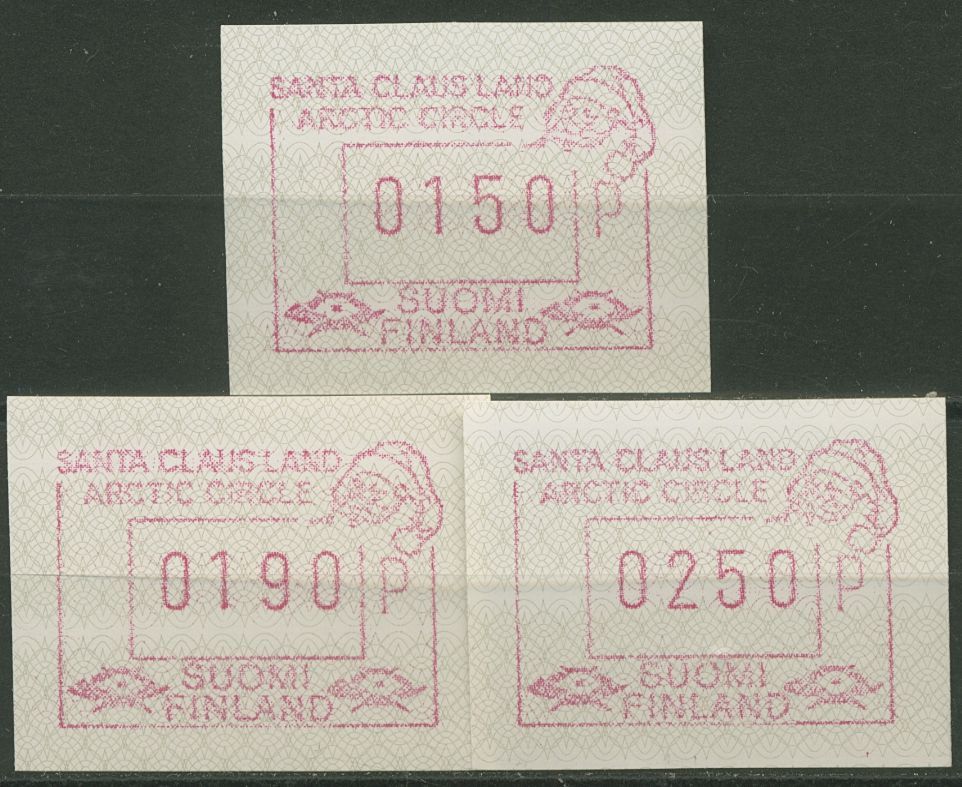 SANTA CLAUS LAND
ARCTIC CIRCLE
0150 P
SUOMI
FINLAND
SANTA CLAUS LAND
ARCTIC CIRCLE
0190 P
SUOMI
FINLAND
SANTA CLAUS LAND
ARCTIC CIRCLE
0250 P
SUOMI
FINLAND